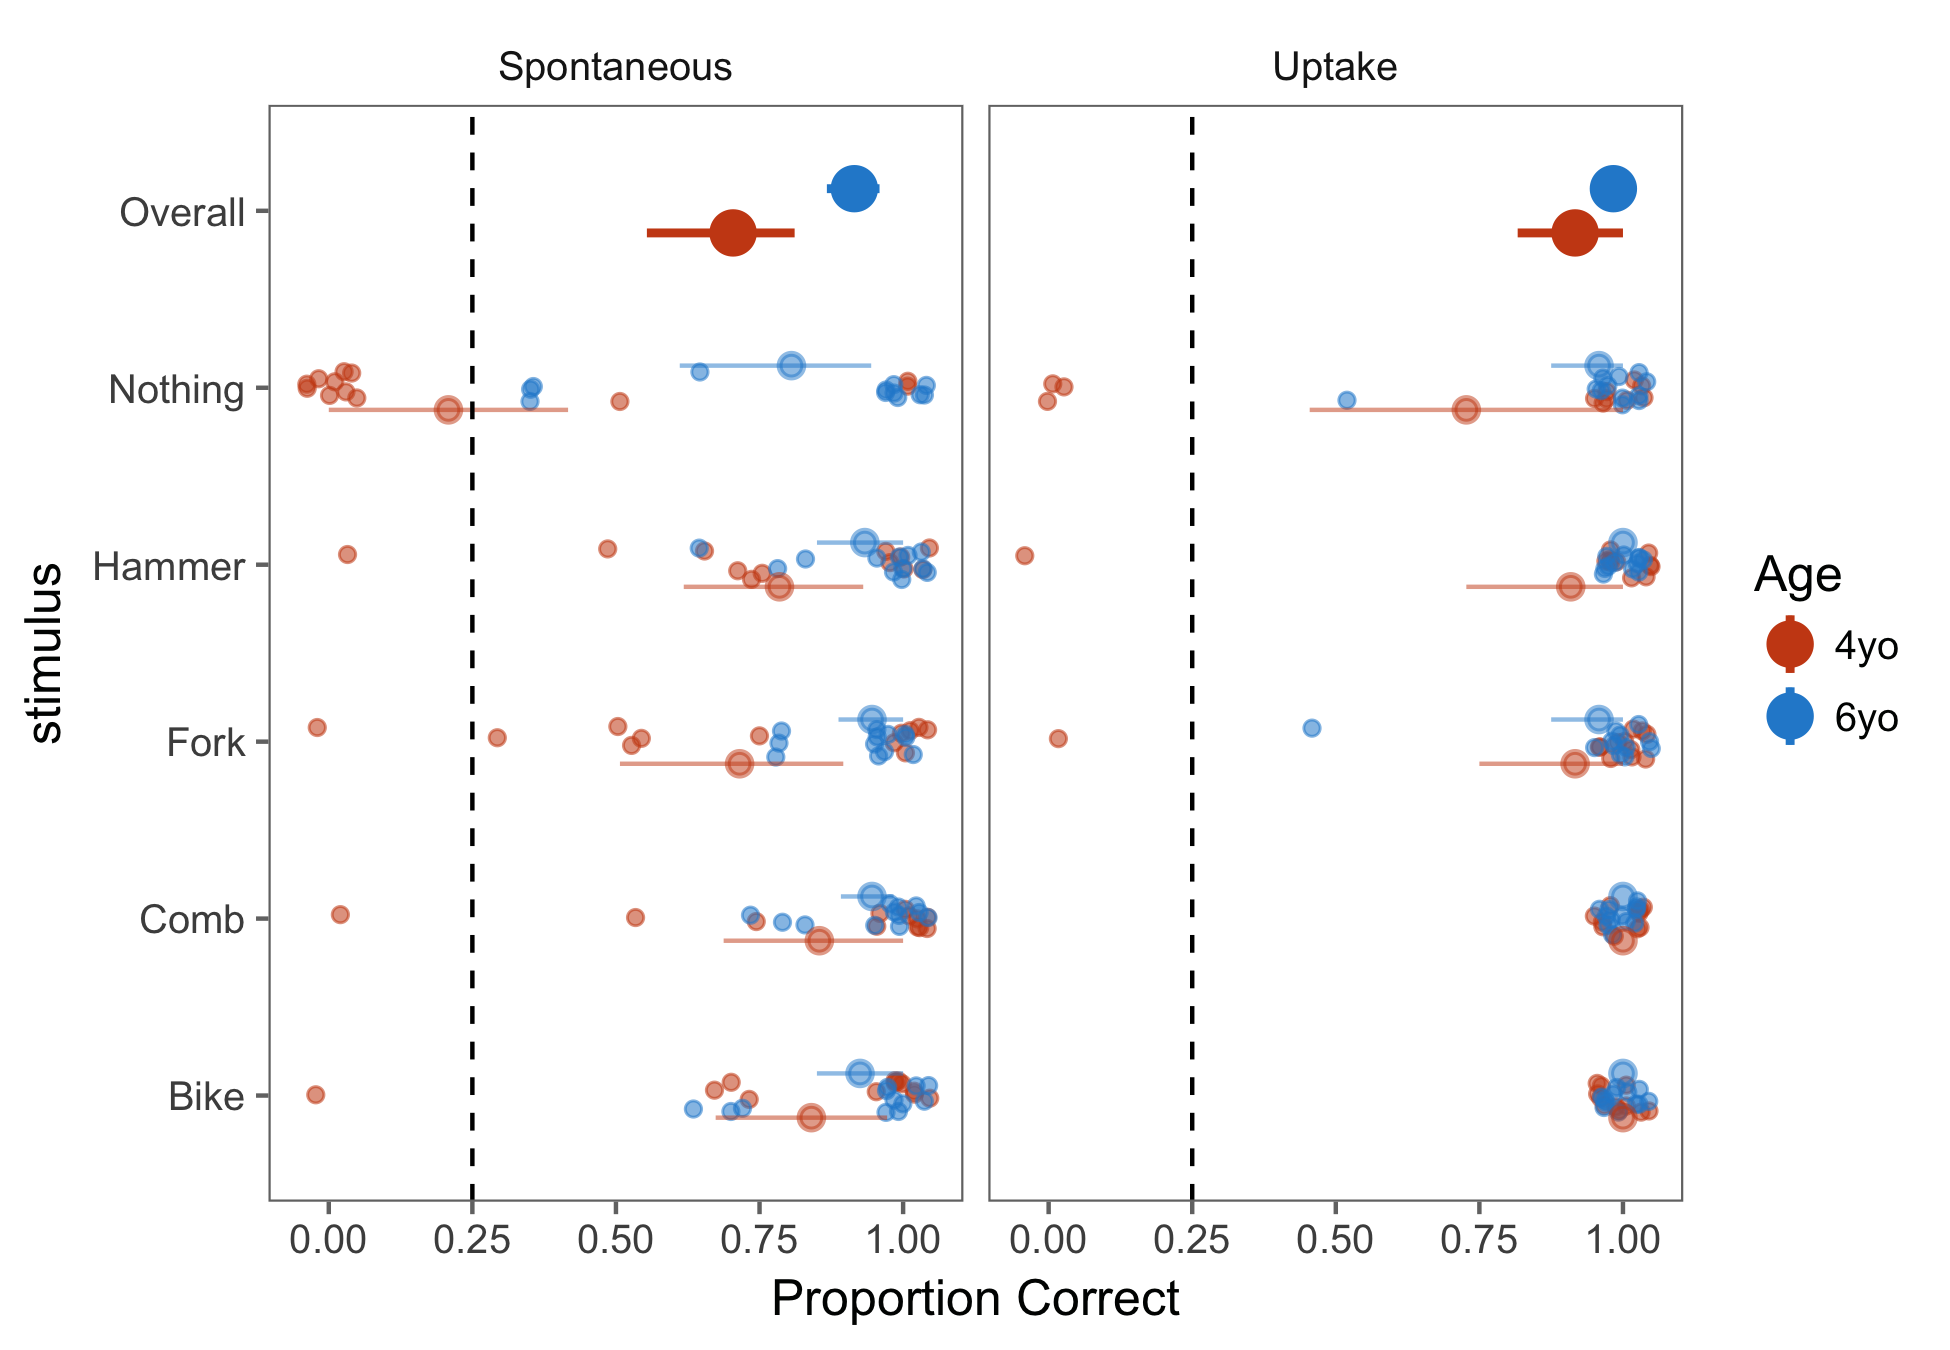 Spontaneous
Uptake
Overall
Nothing
Hammer
Fork
Comb
Bike
stimulus
0.00 0.25 0.50 0.75 1.00
0.00 0.25 0.50 0.75 1.00
Proportion Correct
Age
4yo
6yo